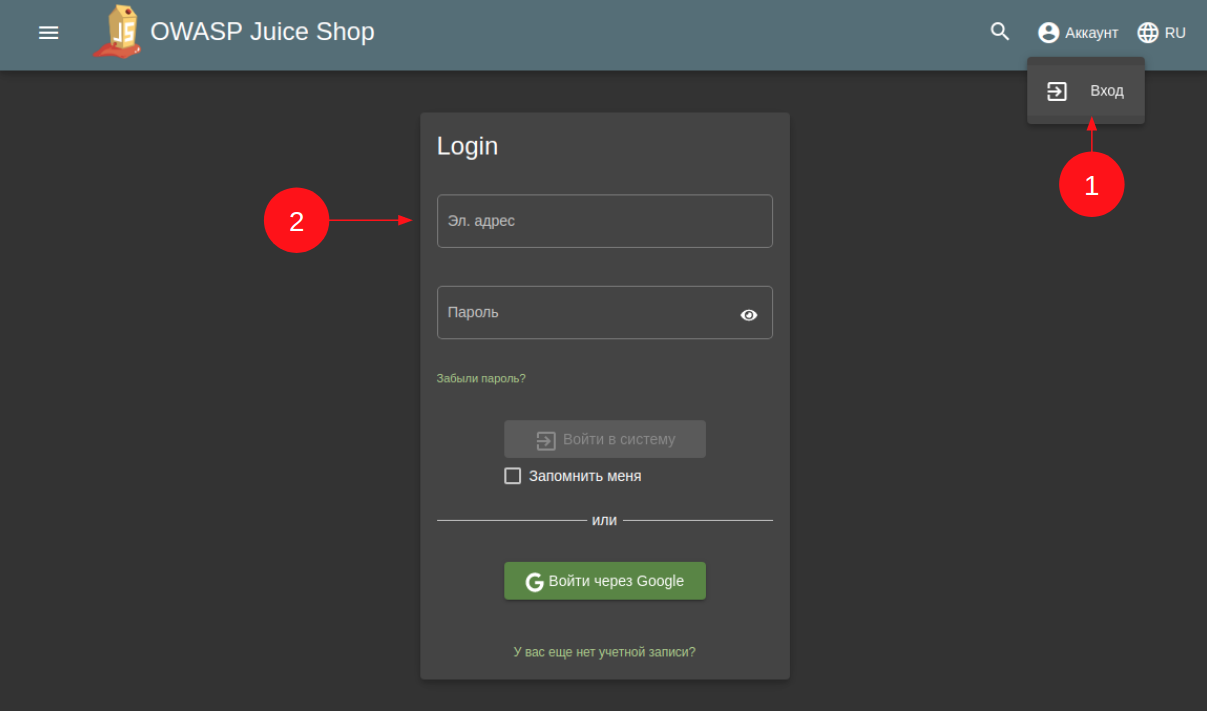 JS
OWASP Juice Shop
Аккаунт
RU
Вход
1
Login
2
Эл. адрес
Пароль
Забыли пароль?
Войти в систему
Запомнить меня
или
G Войти через Google
У вас еще нет учетной записи?